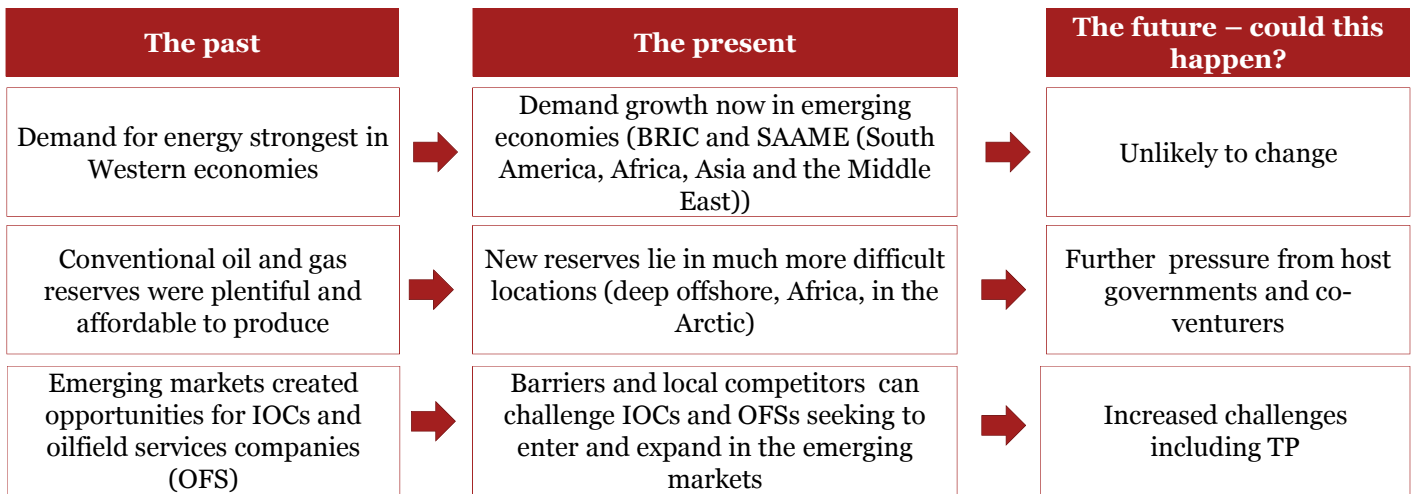 The past
The present
The future – could this
happen?
Demand for energy strongest in
Western economies
Demand growth now in emerging
economies (BRIC and SAAME (South
America, Africa, Asia and the Middle
East))
Unlikely to change
Conventional oil and gas
reserves were plentiful and
affordable to produce
New reserves lie in much more difficult
locations (deep offshore, Africa, in the
Arctic)
Further  pressure from host
governments and co-
venturers
Emerging markets created
opportunities for IOCs and
oilfield services companies
(OFS)
Barriers and local competitors  can
challenge IOCs and OFSs seeking to
enter and expand in the emerging
markets
Increased challenges
including TP